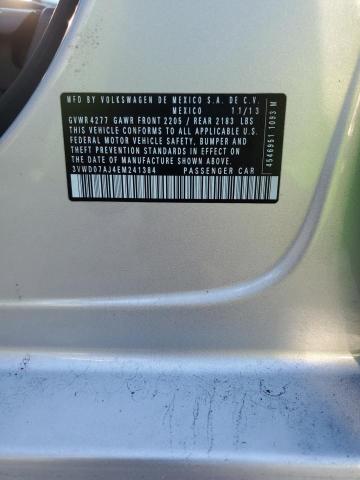 MFD BY VOLKSWAGEN DE MEXICO S.A. DE C.V.
MEXICO 11/13
GVWR 4277 GAWR FRONT 2205 / REAR 2183 LBS
THIS VEHICLE CONFORMS TO ALL APPLICABLE U.S.
FEDERAL MOTOR VEHICLE SAFETY, BUMPER AND
THEFT PREVENTION STANDARDS IN EFFECT ON
THE DATE OF MANUFACTURE SHOWN ABOVE.
3VWD07AJ4EM241384 PASSENGER CAR
4546951 1093 M